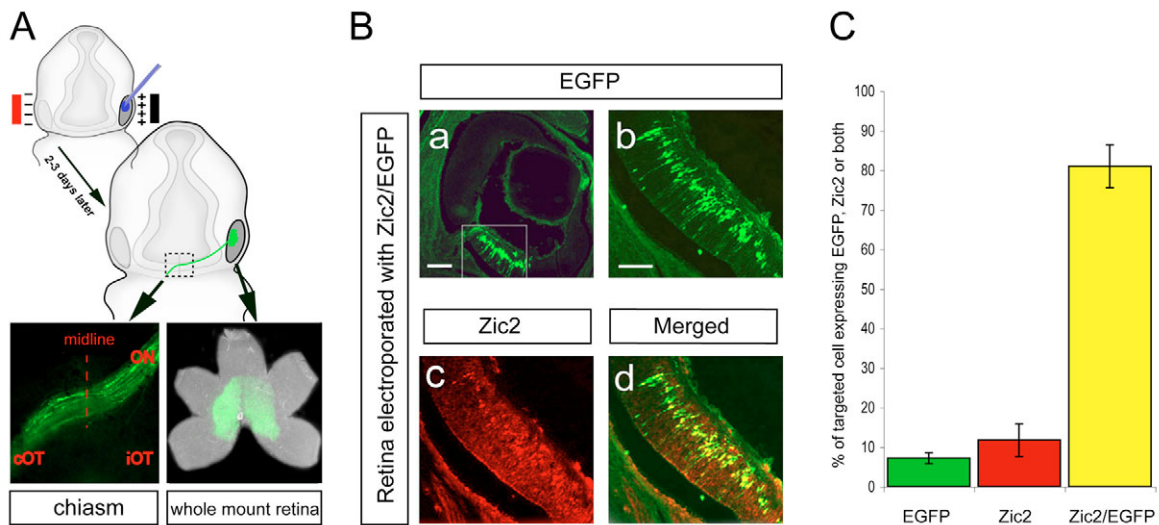 A
B
C
2-3 days later
midline
ON
cOT
iOT
chiasm
whole mount retina
EGFP
Retina electroporated with Zic2/EGFP
a
b
Zic2
Merged
c
d
% of targeted cell expressing EGFP, Zic2 or both
100
90
80
70
60
50
40
30
20
10
0
EGFP
Zic2
Zic2/EGFP